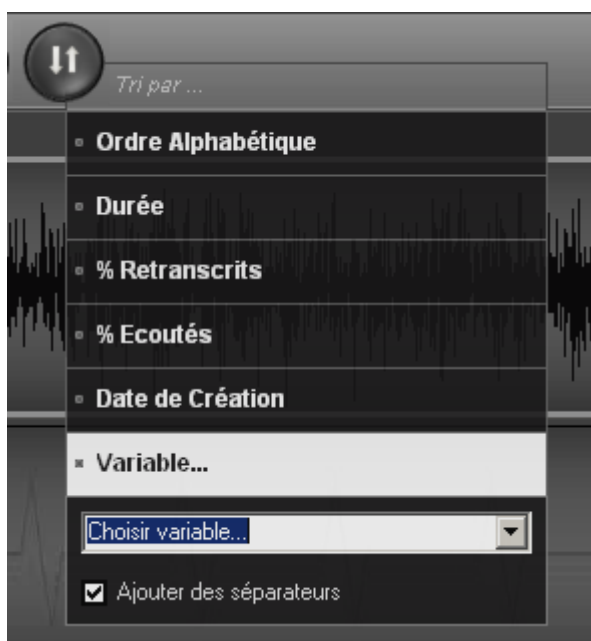 Tri par ...
Ordre Alphabétique
Durée
% Retranscrits
% Ecoutés
Date de Création
Variable...
Choisir variable...
Ajouter des séparateurs